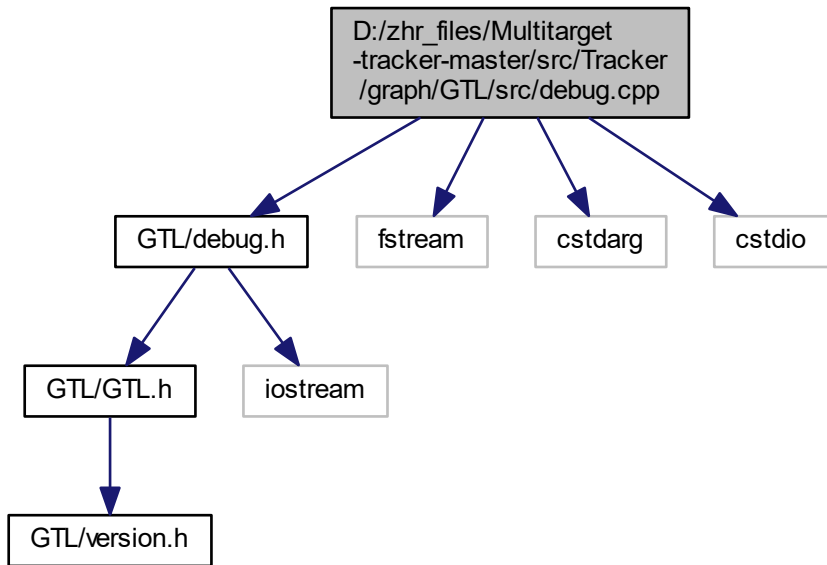 D:/zhr_files/Multitarget
-tracker-master/src/Tracker
/graph/GTL/src/debug.cpp
GTL/debug.h
fstream
cstdarg
cstdio
GTL/GTL.h
iostream
GTL/version.h